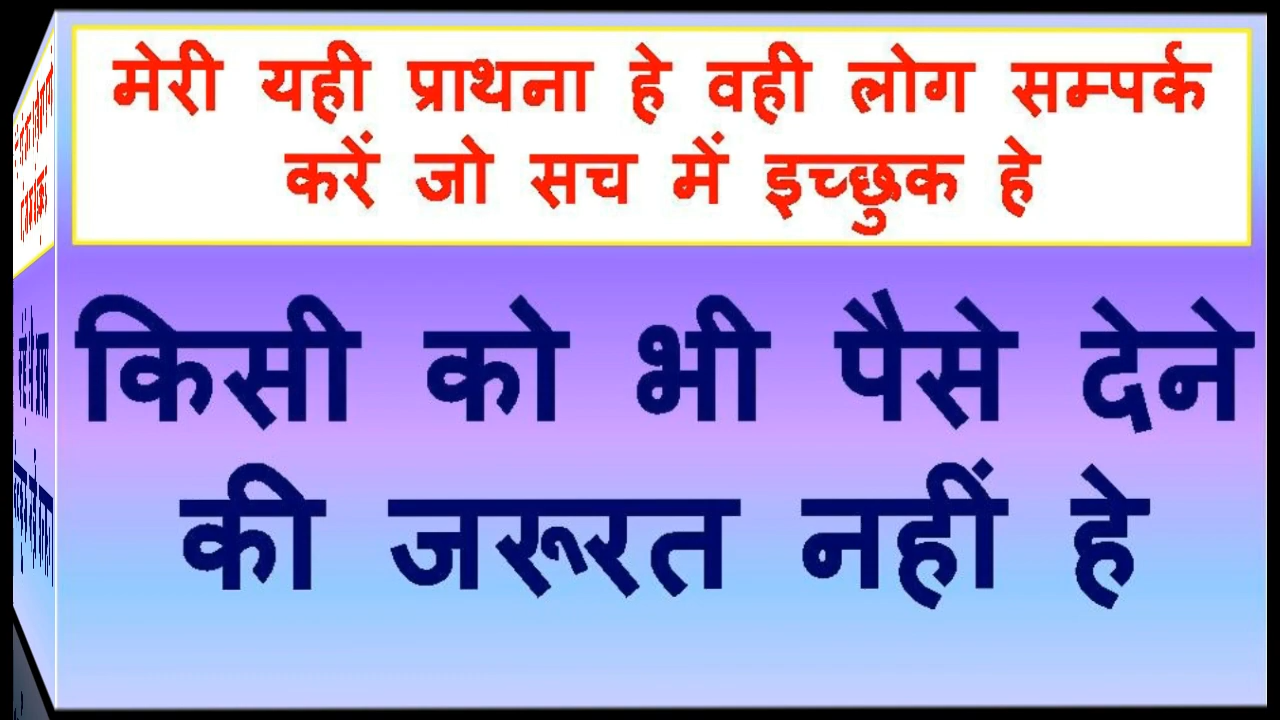 मेरी यही प्राथना हे वही लोग सम्पर्क
करें जो सच में इच्छुक हे
किसी को भी पैसे देने
की जरूरत नहीं हे